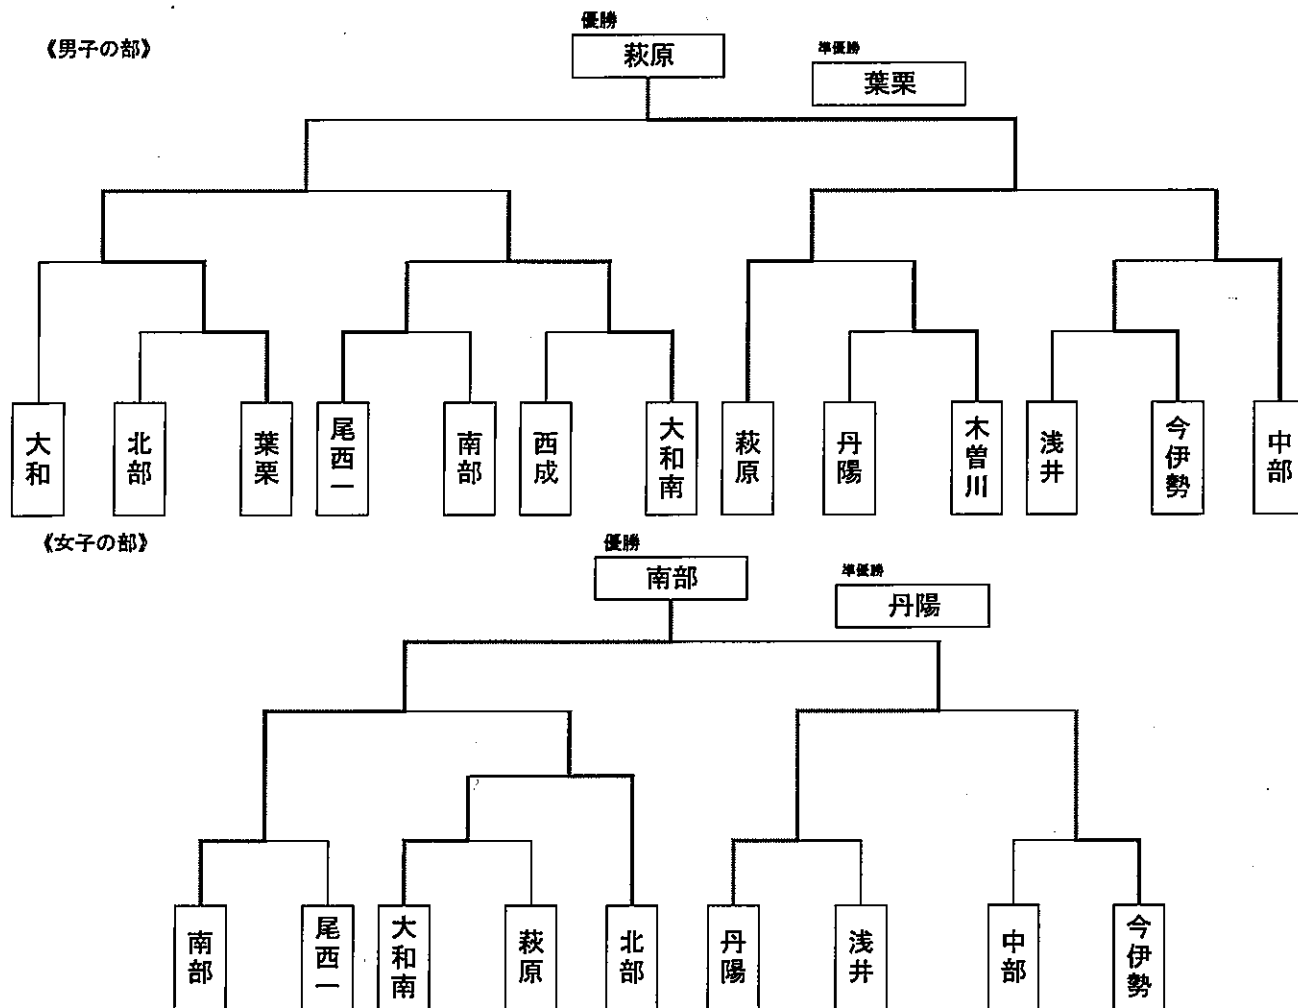 優勝
《男子の部》
萩原
準優勝
葉栗
大和
北部
葉栗
尾西一
南部
西成
大和南
萩原
丹陽
木曽川
浅井
今伊勢
中部
《女子の部》
優勝
南部
準優勝
丹陽
南部
尾西一
大和南
萩原
北部
丹陽
浅井
中部
今伊勢